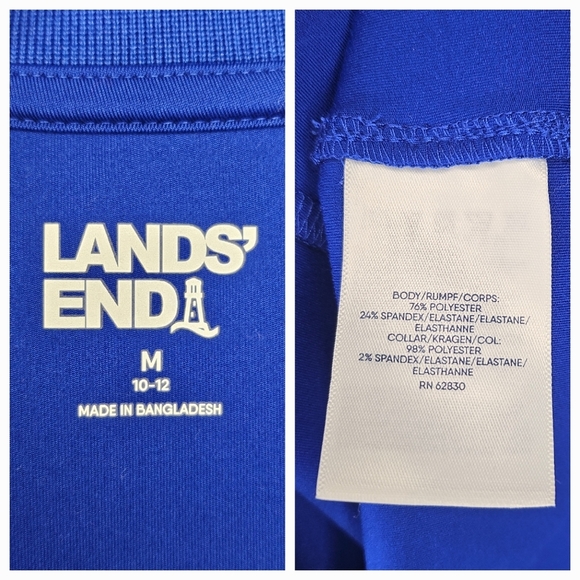 LANDS'
END
M
10-12
MADE IN BANGLADESH
BODY/RUMPF/CORPS:
76% POLYESTER
24% SPANDEX/ELASTANE/ELASTANE/
ELASTHANNE
COLLAR/KRAGEN/COL:
98% POLYESTER
2% SPANDEX/ELASTANE/ELASTANE/
ELASTHANNE
RN 62830